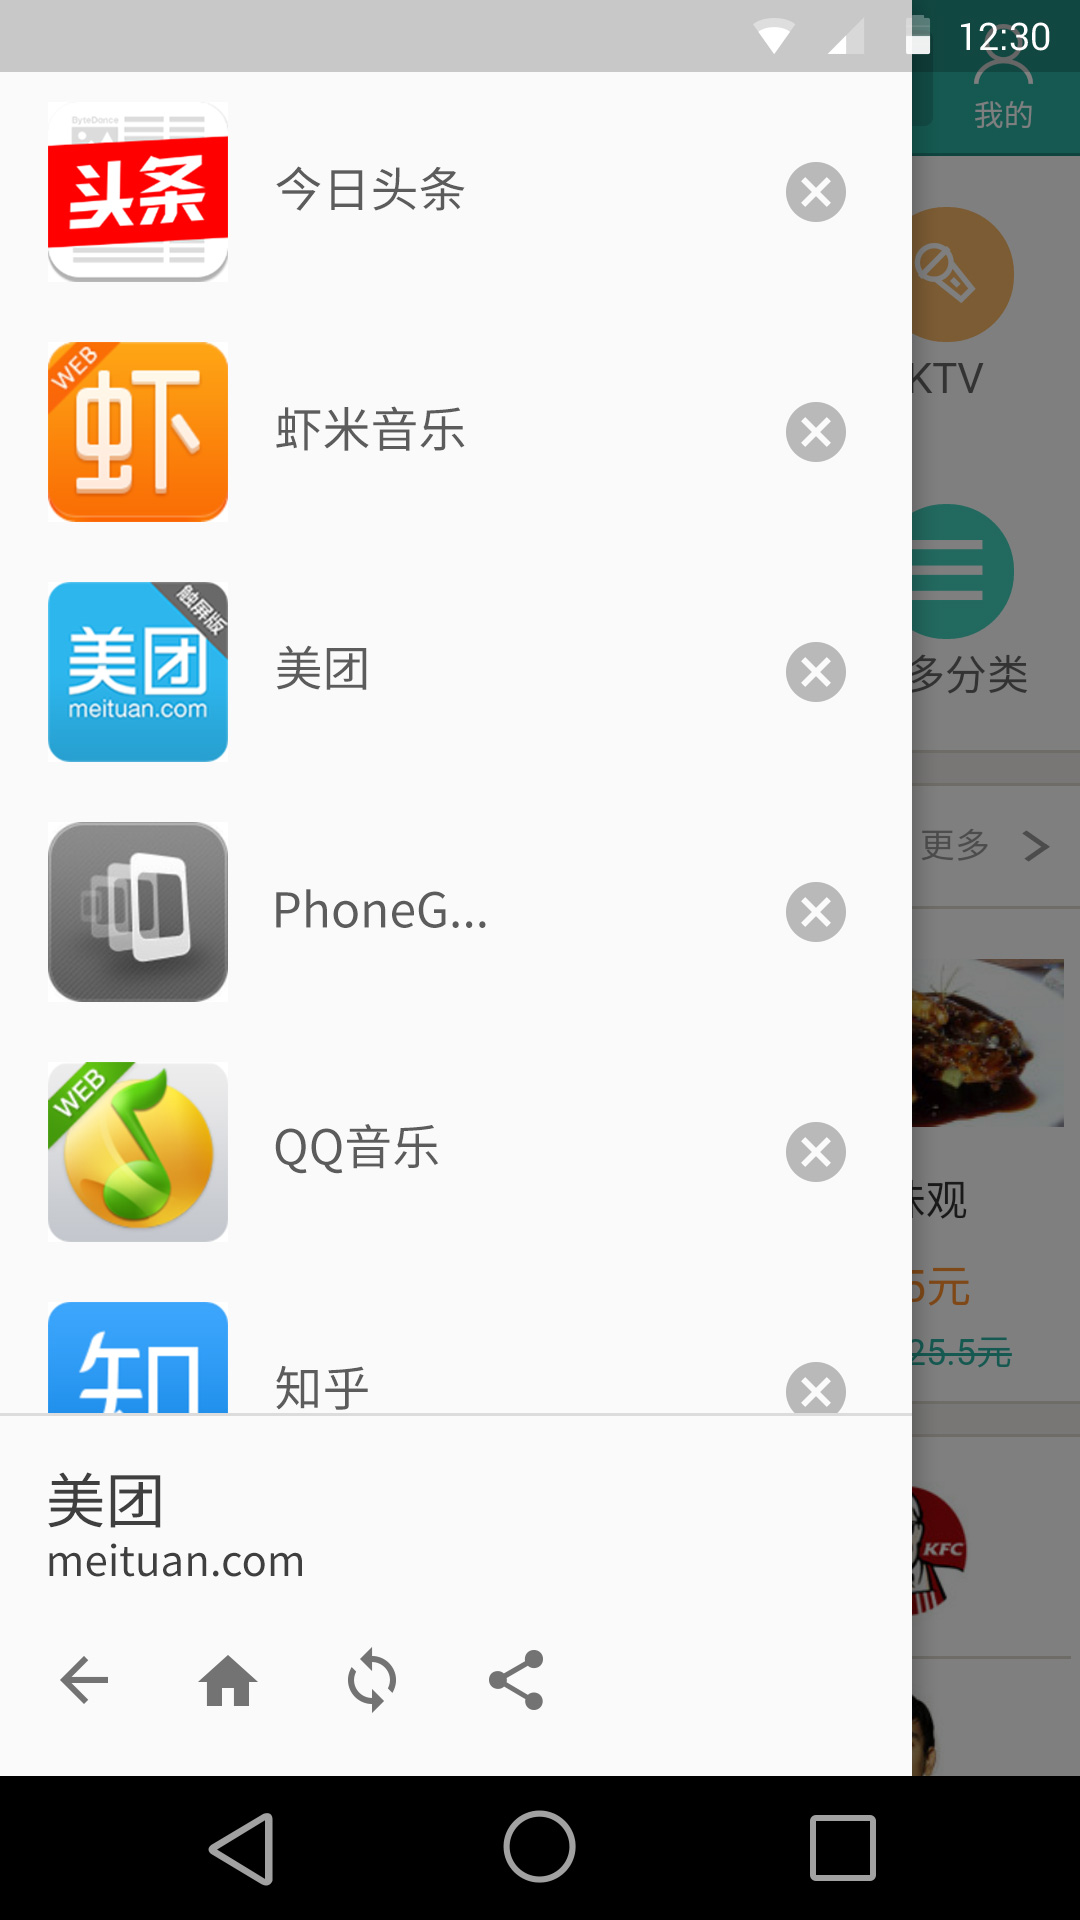 12:30
我的
ByteDance
头条
今日头条
KTV
WEB
虾
虾米音乐
触屏版
美团
meituan.com
美团
多分类
更多
PhoneG...
WEB
QQ音乐
观
5元
25.5元
知
知乎
美团
meituan.com
KFC